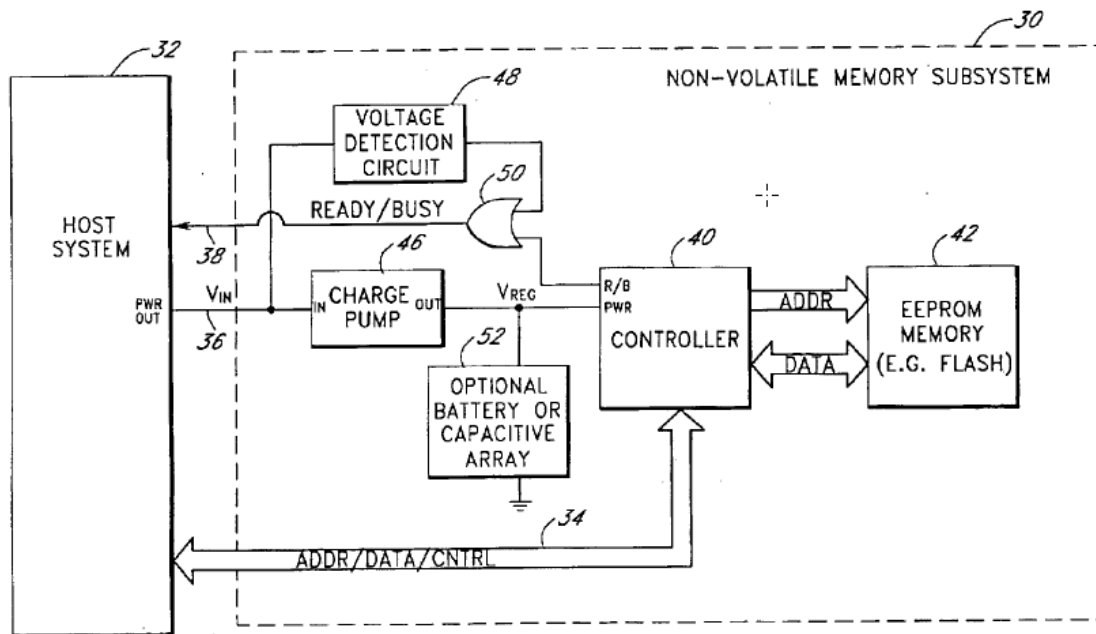 32
30
NON-VOLATILE MEMORY SUBSYSTEM
48
VOLTAGE
DETECTION
CIRCUIT
50
READY/BUSY
HOST
SYSTEM
38
46
40
42
PWR
OUT
VIN
36
IN
CHARGE
PUMP
OUT
VREG
R/B
PWR
CONTROLLER
ADDR
DATA
EEPROM
MEMORY
(E.G. FLASH)
52
OPTIONAL
BATTERY OR
CAPACITIVE
ARRAY
34
ADDR/DATA/CNTRL